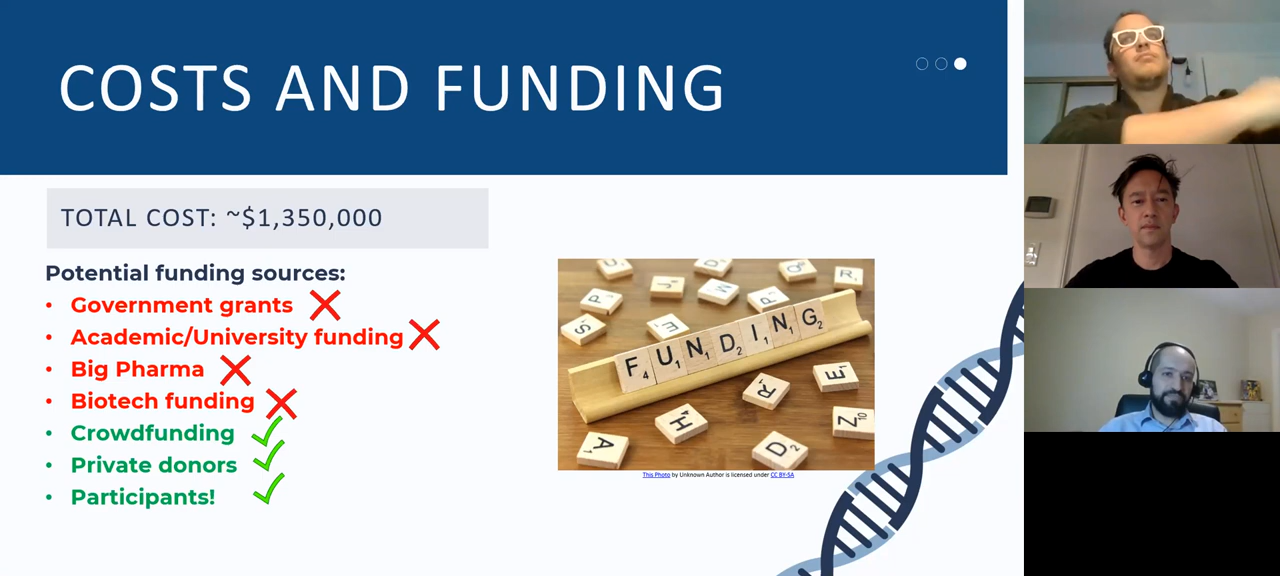 COSTS AND FUNDING
TOTAL COST: ~$1,350,000
Potential funding sources:
• Government grants
• Academic/University funding
• Big Pharma
• Biotech funding
• Crowdfunding
• Private donors
• Participants!
FUNDING
This Photo by Unknown Author is licensed under CC BY-SA